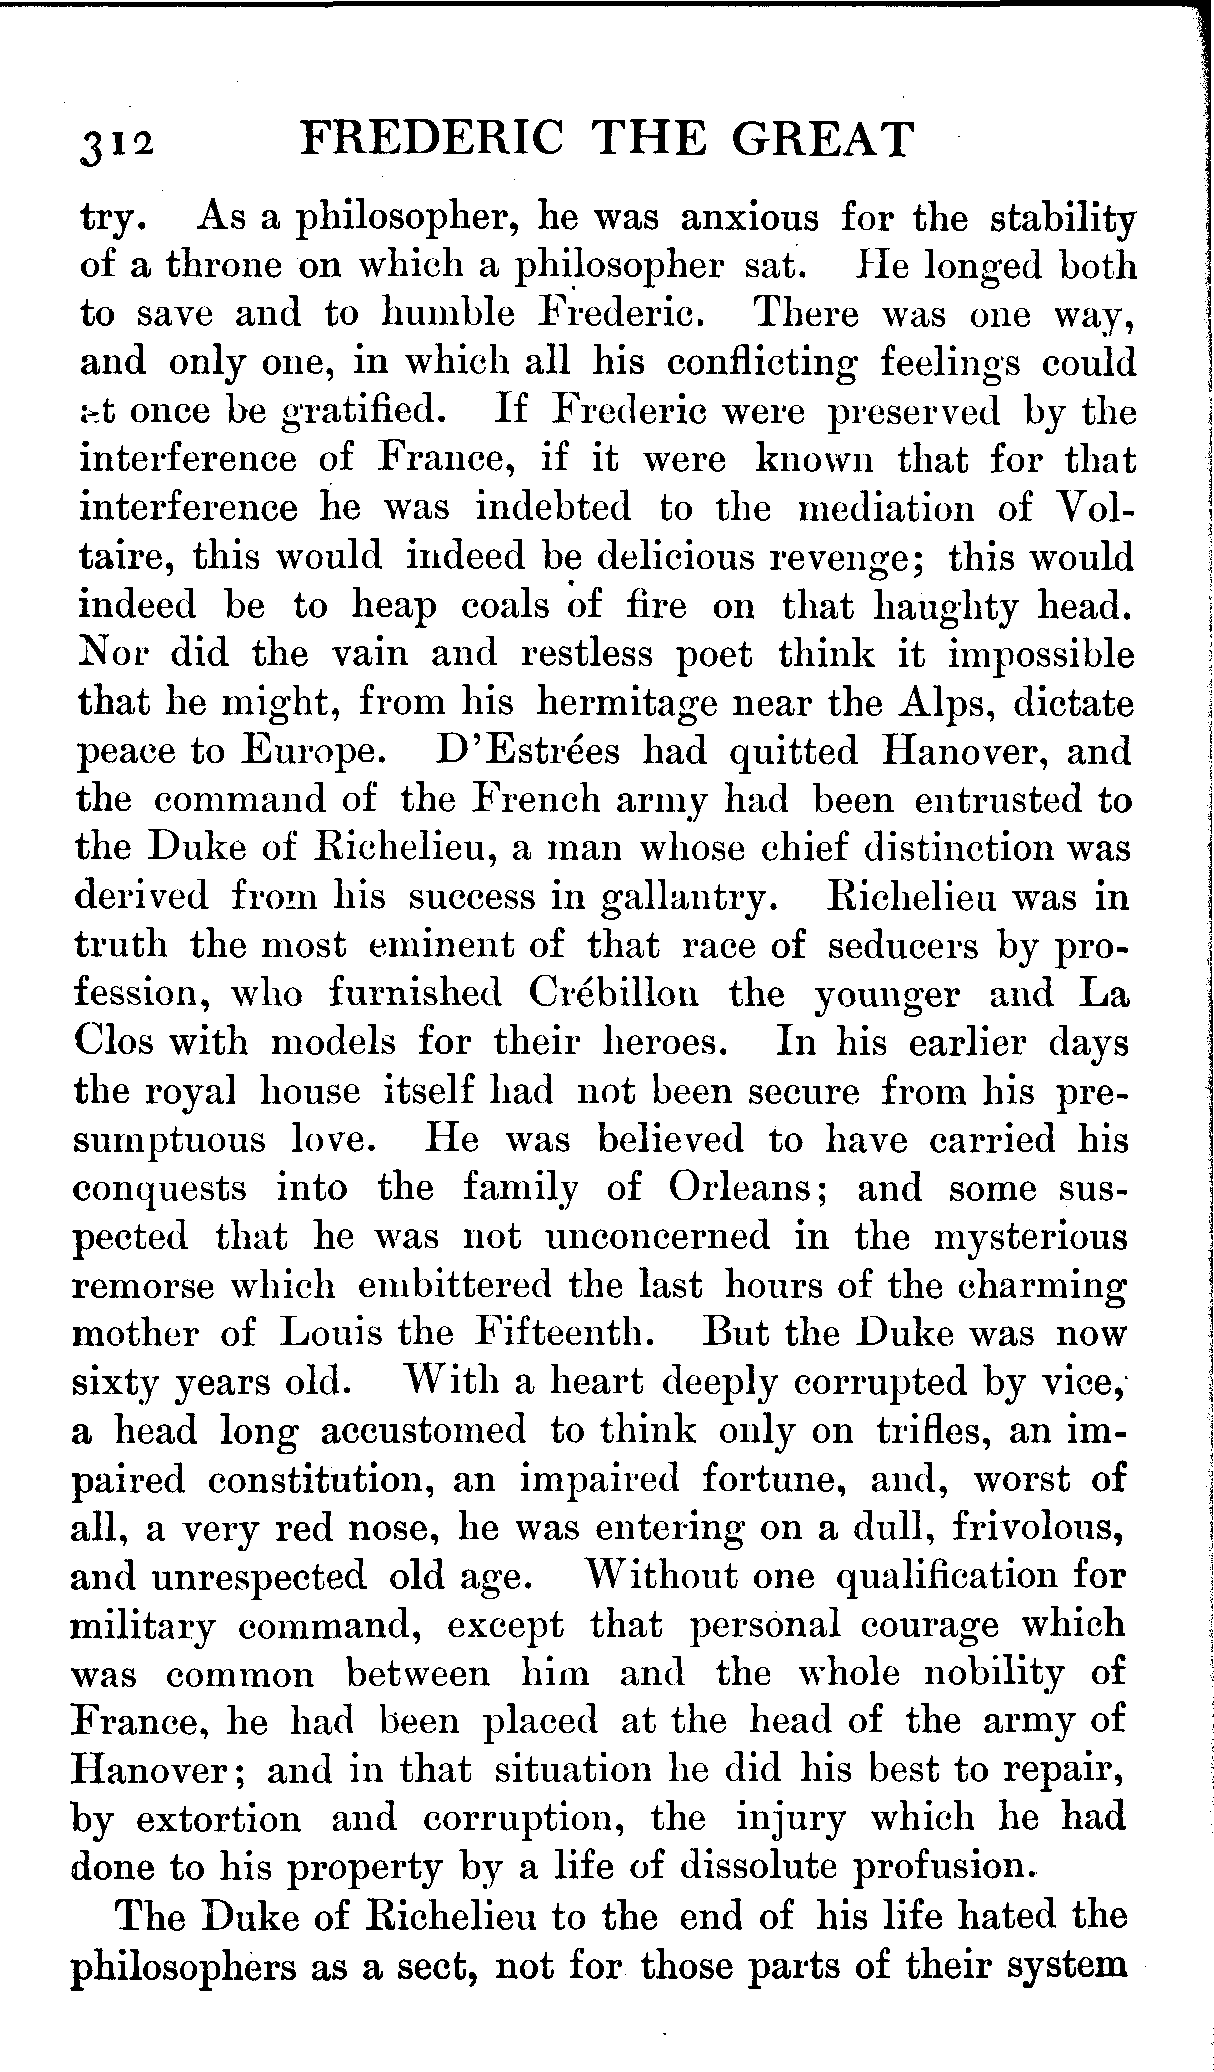 312 FREDERIC THE GREAT
try. As a philosopher, he was anxious for the stability
of a throne on which a philosopher sat. He longed both
to save and to humble Frederic. There was one way,
and only one, in which all his conflicting feelings could
at once be gratified. If Frederic were preserved by the
interference of France, if it were known that for that
interference he was indebted to the mediation of Vol-
taire, this would indeed be delicious revenge; this would
indeed be to heap coals of fire on that haughty head.
Nor did the vain and restless poet think it impossible
that he might, from his hermitage near the Alps, dictate
peace to Europe. D'Estrées had quitted Hanover, and
the command of the French army had been entrusted to
the Duke of Richelieu, a man whose chief distinction was
derived from his success in gallantry. Richelieu was in
truth the most eminent of that race of seducers by pro-
fession, who furnished Crébillon the younger and La
Clos with models for their heroes. In his earlier days
the royal house itself had not been secure from his pre-
sumptuous love. He was believed to have carried his
conquests into the family of Orleans; and some sus-
pected that he was not unconcerned in the mysterious
remorse which embittered the last hours of the charming
mother of Louis the Fifteenth. But the Duke was now
sixty years old. With a heart deeply corrupted by vice,
a head long accustomed to think only on trifles, an im-
paired constitution, an impaired fortune, and, worst of
all, a very red nose, he was entering on a dull, frivolous,
and unrespected old age. Without one qualification for
military command, except that personal courage which
was common between him and the whole nobility of
France, he had been placed at the head of the army of
Hanover; and in that situation he did his best to repair,
by extortion and corruption, the injury which he had
done to his property by a life of dissolute profusion.
The Duke of Richelieu to the end of his life hated the
philosophers as a sect, not for those parts of their system